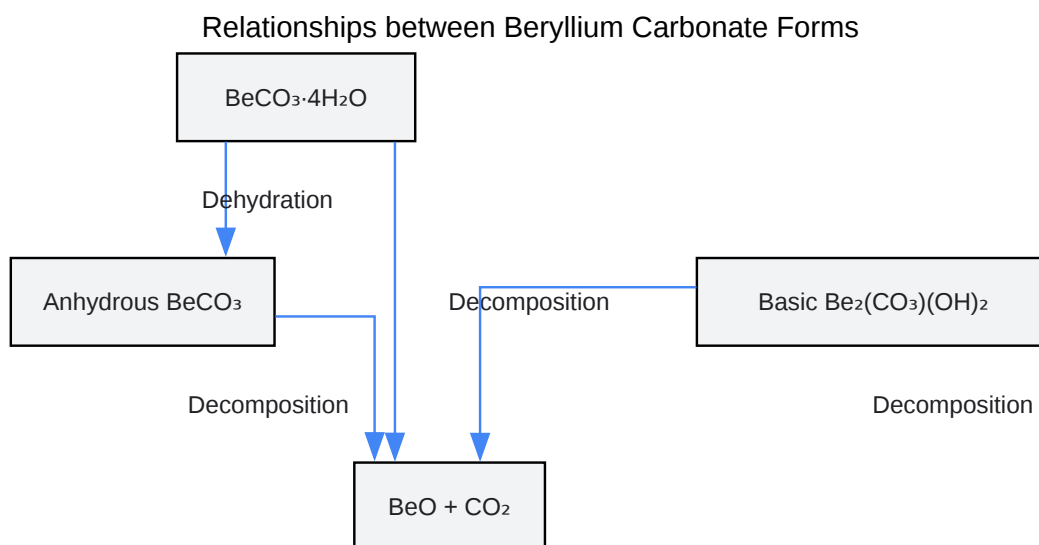 Relationships between Beryllium Carbonate Forms
BeCO₃·4H₂O
Dehydration
Anhydrous BeCO₃
Decomposition
Basic Be₂(CO₃)(OH)₂
Decomposition
Decomposition
BeO + CO₂